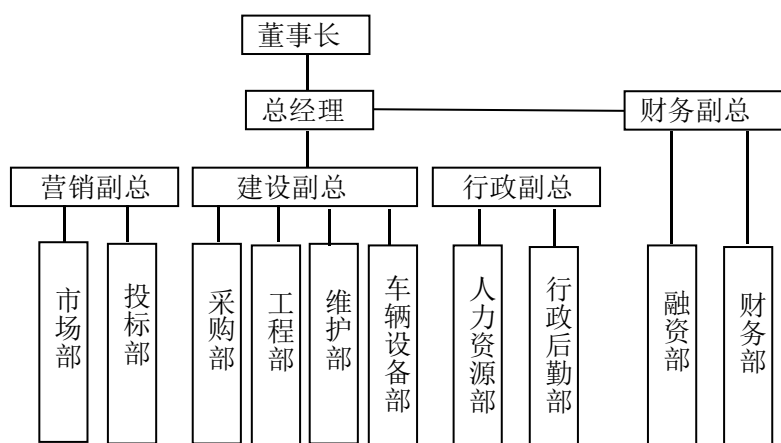 董事长
总经理
财务副总
营销副总
建设副总
行政副总
市场部
投标部
采购部
工程部
维护部
车辆设备部
人力资源部
行政后勤部
融资部
财务部